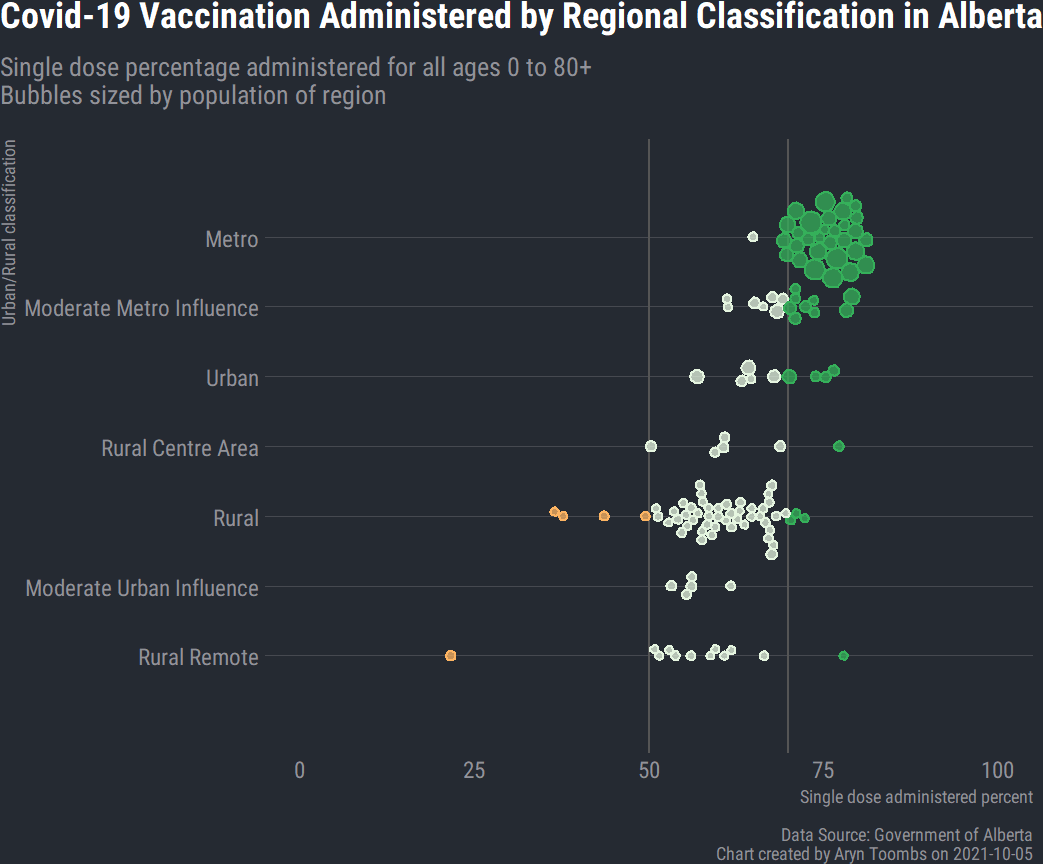 Covid-19 Vaccination Administered by Regional Classification in Alberta
Single dose percentage administered for all ages 0 to 80+
Bubbles sized by population of region
Urban/Rural classification
Metro
Moderate Metro Influence
Urban
Rural Centre Area
Rural
Moderate Urban Influence
Rural Remote
0 25 50 75 100
Single dose administered percent
Data Source: Government of Alberta
Chart created by Aryn Toombs on 2021-10-05